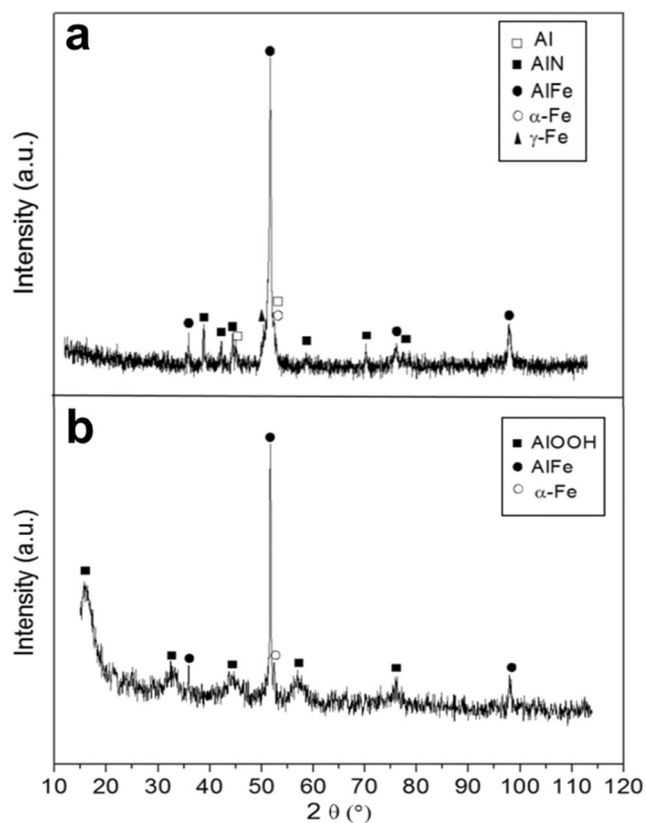 a
Al
AlN
AlFe
α-Fe
γ-Fe
Intensity (a.u.)
b
AlOOH
AlFe
α-Fe
Intensity (a.u.)
10 20 30 40 50 60 70 80 90 100 110 120
2 θ (°)